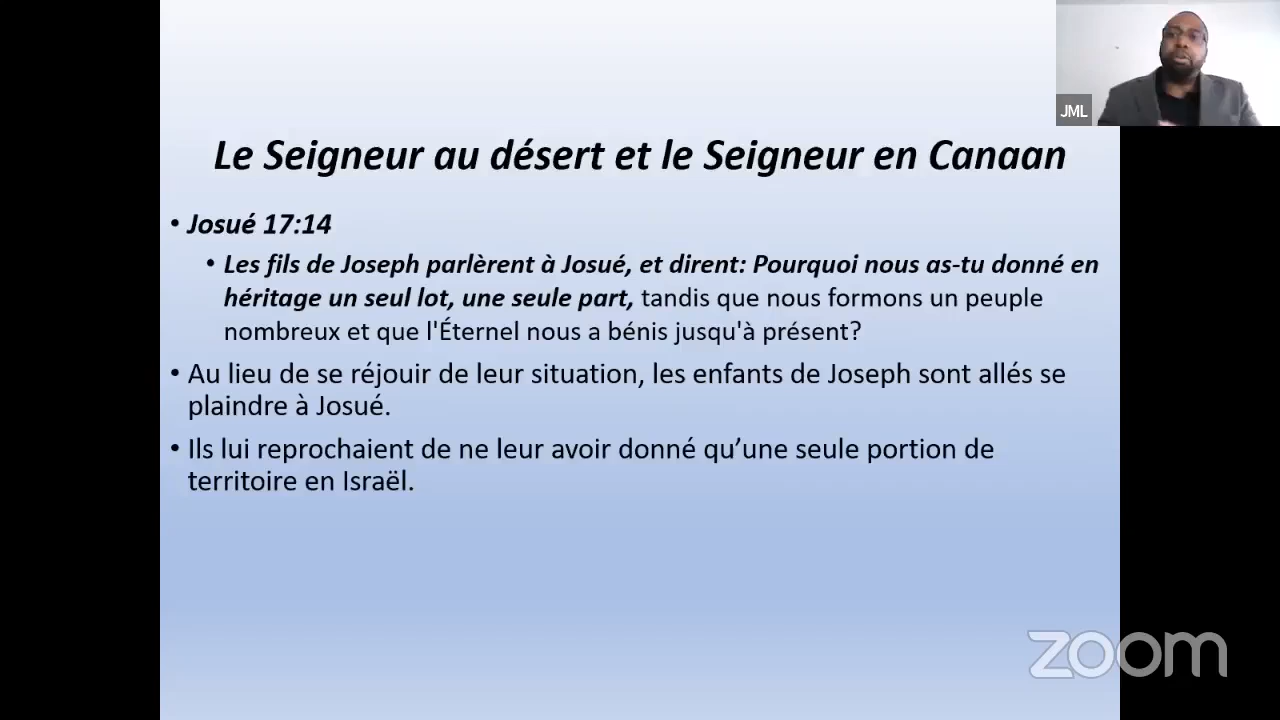 JML
Le Seigneur au désert et le Seigneur en Canaan
• Josué 17:14
• Les fils de Joseph parlèrent à Josué, et dirent: Pourquoi nous as-tu donné en
héritage un seul lot, une seule part, tandis que nous formons un peuple
nombreux et que l'Éternel nous a bénis jusqu'à présent?
• Au lieu de se réjouir de leur situation, les enfants de Joseph sont allés se
plaindre à Josué.
• Ils lui reprochaient de ne leur avoir donné qu’une seule portion de
territoire en Israël.
zoom